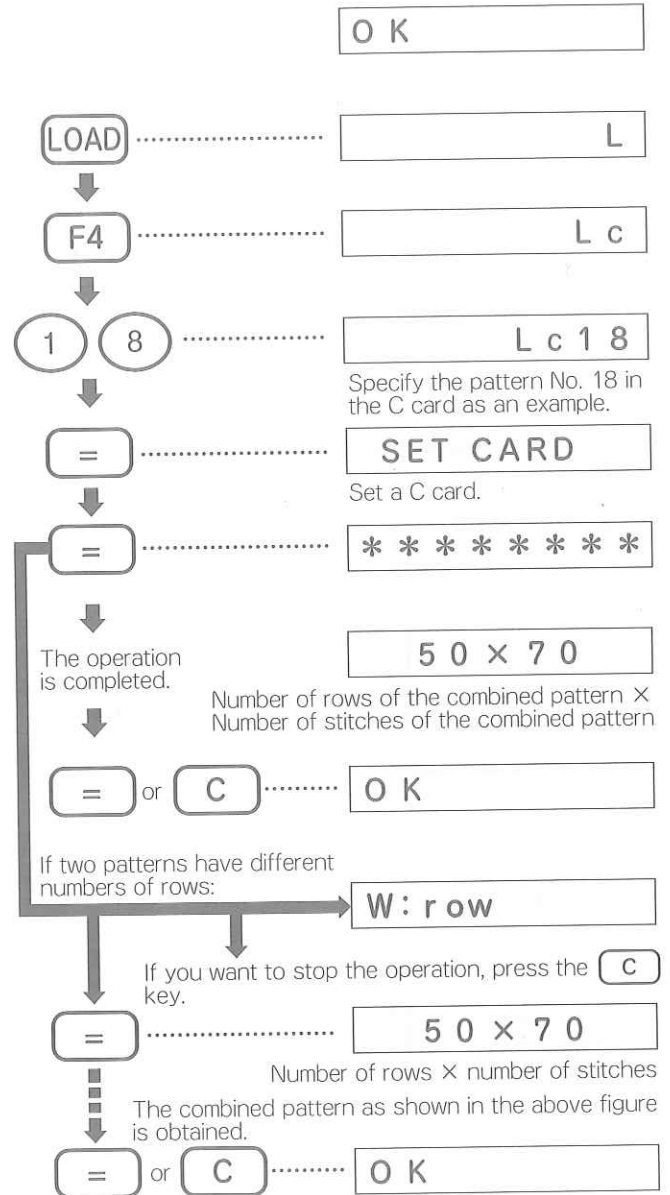 O K
LOAD L
F4 L c
1 8 L c 1 8
Specify the pattern No. 18 in
the C card as an example.
= SET CARD
Set a C card.
= * * * * * * * *
The operation
is completed.
5 0 × 7 0
Number of rows of the combined pattern ×
Number of stitches of the combined pattern
= or C O K
If two patterns have different
numbers of rows:
W: r o w
If you want to stop the operation, press the C
key.
= 5 0 × 7 0
Number of rows × number of stitches
The combined pattern as shown in the above figure
is obtained.
= or C O K